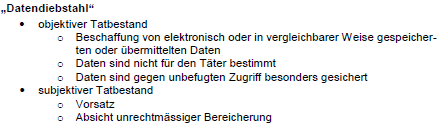 „Datendiebstahl“
• objektiver Tatbestand
o Beschaffung von elektronisch oder in vergleichbarer Weise gespeicher-
ten oder übermittelten Daten
o Daten sind nicht für den Täter bestimmt
o Daten sind gegen unbefugten Zugriff besonders gesichert
• subjektiver Tatbestand
o Vorsatz
o Absicht unrechtmässiger Bereicherung